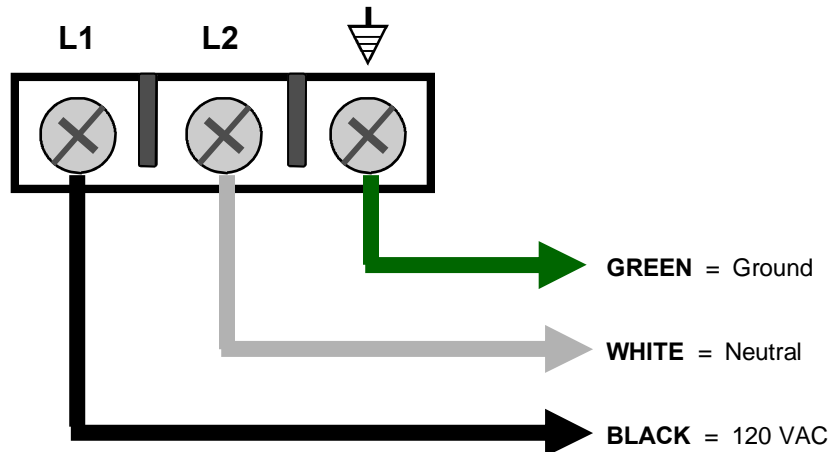 L1 L2
GREEN = Ground
WHITE = Neutral
BLACK = 120 VAC